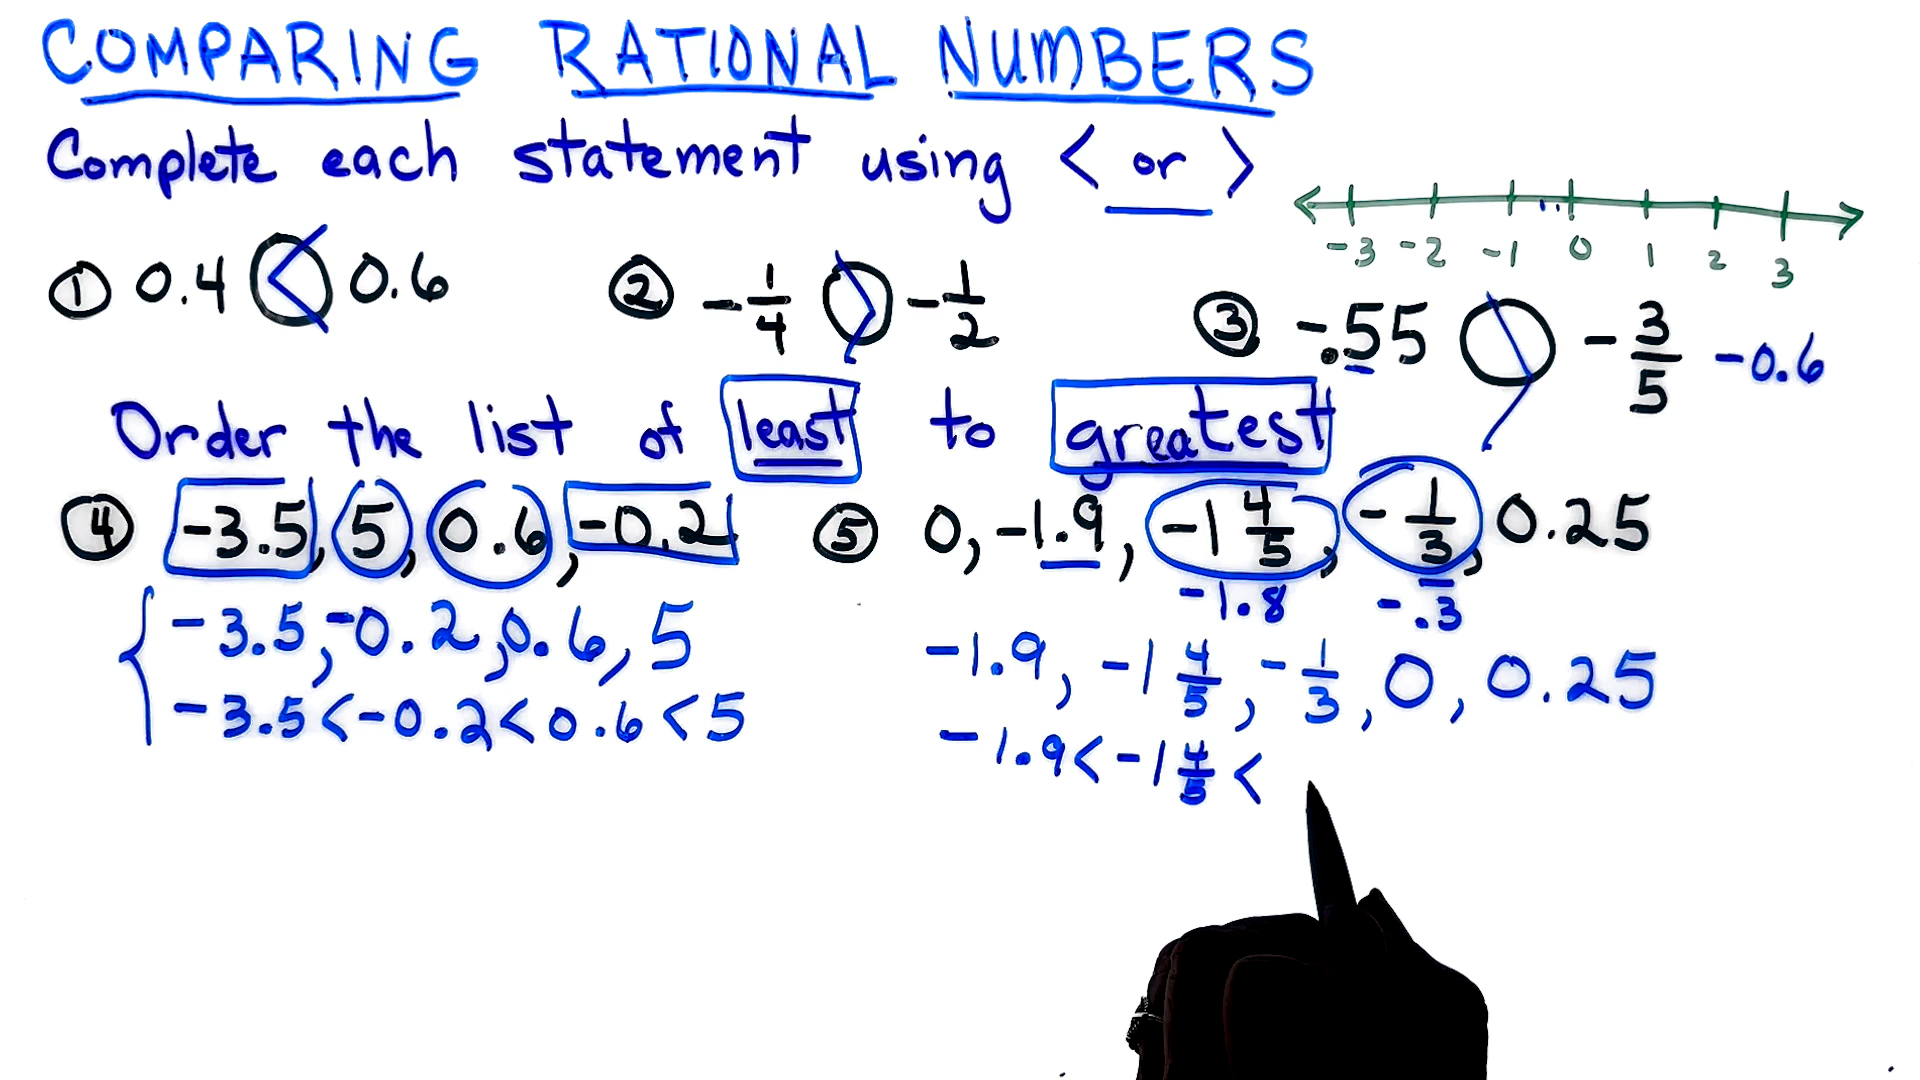 COMPARING RATIONAL NUMBERS
Complete each statement using < or >
-3 -2 -1 0 1 2 3
① 0.4 < 0.6 ② -1/4 > -1/2 ③ -.55 > -3/5 -0.6
Order the list of least to greatest
④ -3.5, 5, 0.6, -0.2 ⑤ 0, -1.9, -1 4/5, -1/3, 0.25
-1.8 -.3
-3.5, -0.2, 0.6, 5
-1.9, -1 4/5, -1/3, 0, 0.25
-3.5 < -0.2 < 0.6 < 5
-1.9 < -1 4/5 <